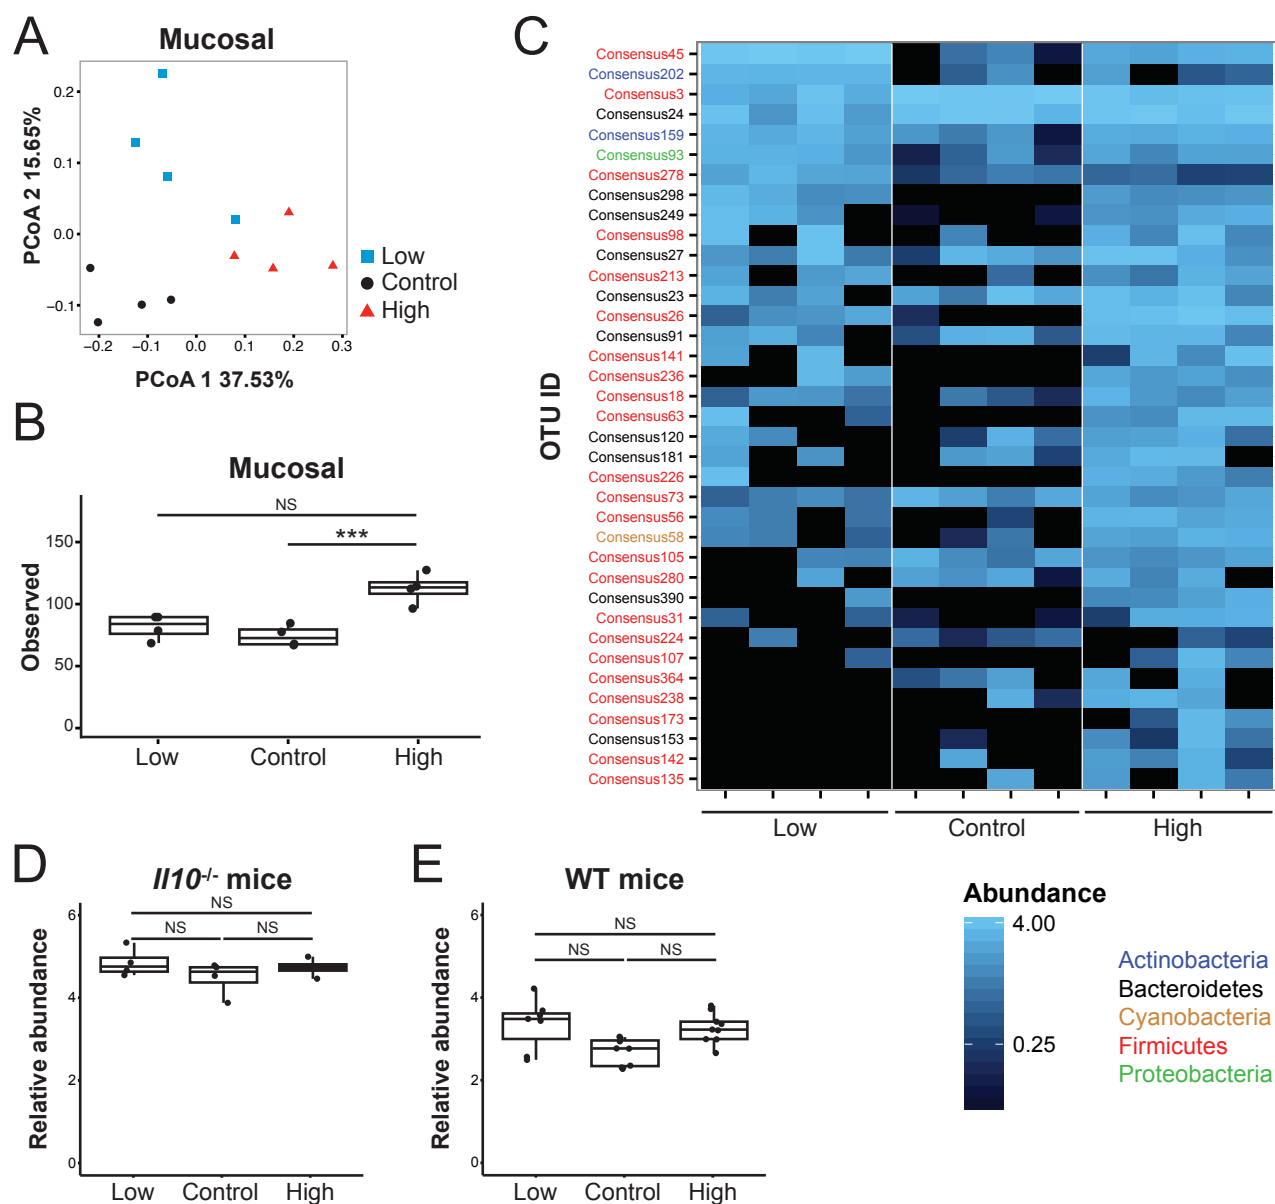 A
Mucosal
PCoA 2 15.65%
0.2
0.1
0.0
−0.1
−0.2
−0.1
0.0
0.1
0.2
0.3
PCoA 1 37.53%
Low
Control
High
B
Mucosal
Observed
150
100
50
0
NS
***
Low
Control
High
C
OTU ID
Consensus45
Consensus202
Consensus3
Consensus24
Consensus159
Consensus93
Consensus278
Consensus298
Consensus249
Consensus98
Consensus27
Consensus213
Consensus23
Consensus26
Consensus91
Consensus141
Consensus236
Consensus18
Consensus63
Consensus120
Consensus181
Consensus226
Consensus73
Consensus56
Consensus58
Consensus105
Consensus280
Consensus390
Consensus31
Consensus224
Consensus107
Consensus364
Consensus238
Consensus173
Consensus153
Consensus142
Consensus135
Low
Control
High
D
Il10-/- mice
Relative abundance
6
4
2
0
NS
NS
NS
Low
Control
High
E
WT mice
Relative abundance
6
4
2
0
NS
NS
NS
Low
Control
High
Abundance
4.00
0.25
Actinobacteria
Bacteroidetes
Cyanobacteria
Firmicutes
Proteobacteria